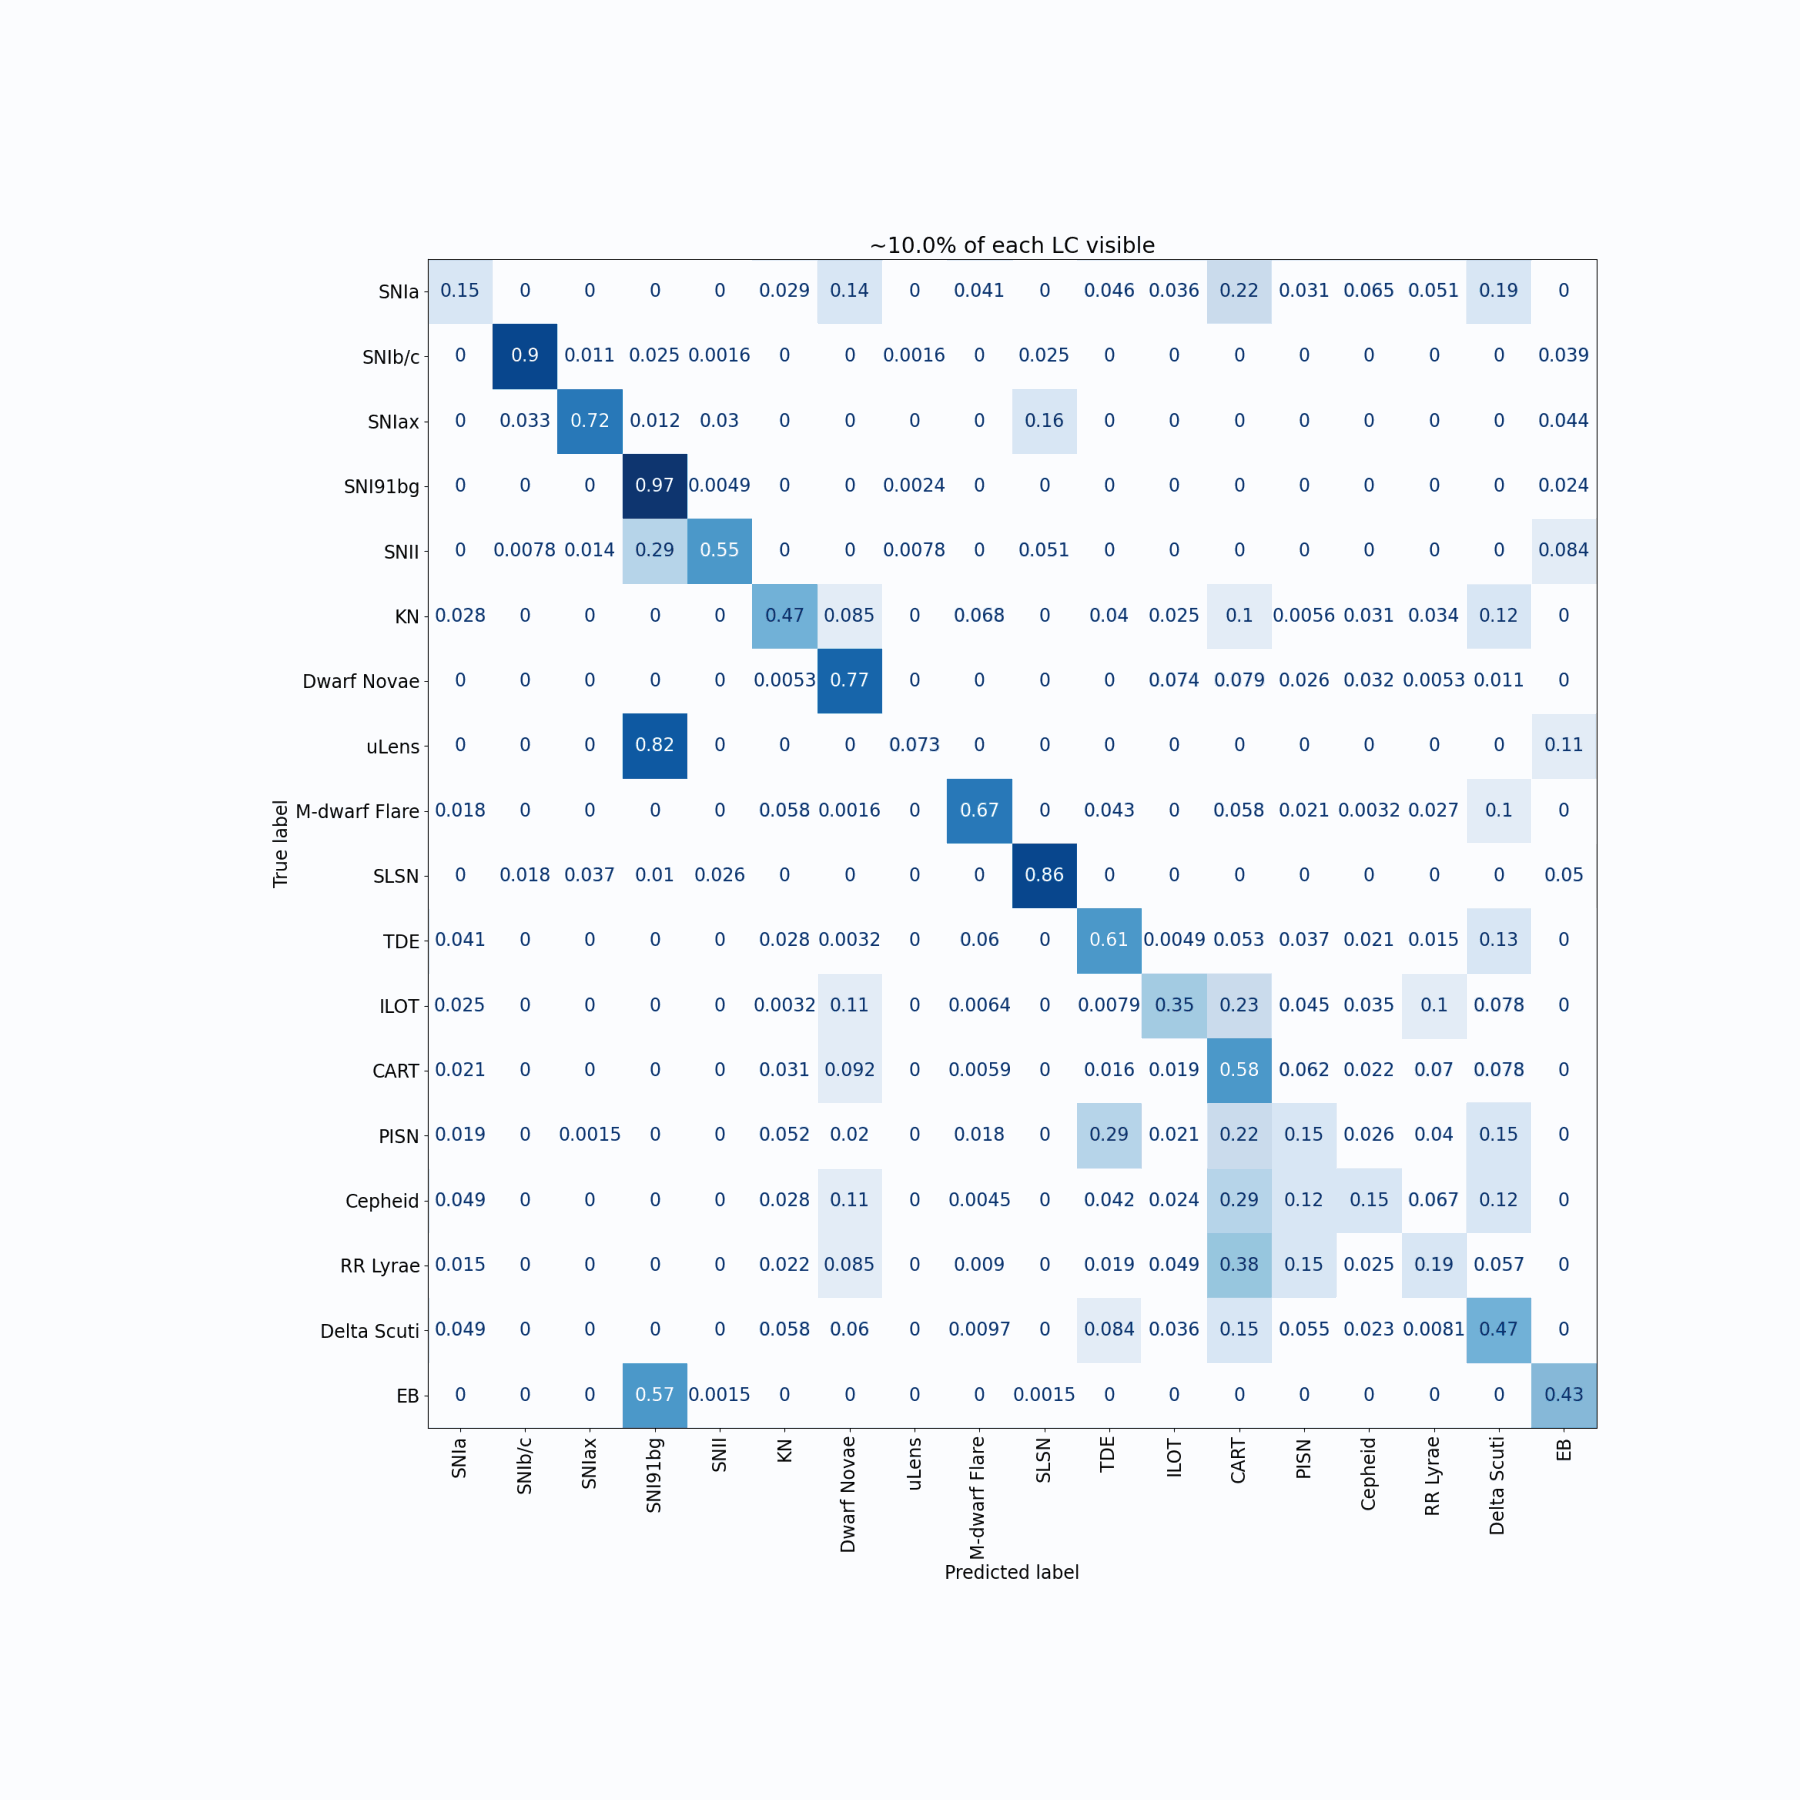 ~10.0% of each LC visible
SNIa 0.15 0 0 0 0 0.029 0.14 0 0.041 0 0.046 0.036 0.22 0.031 0.065 0.051 0.19 0
SNIb/c 0 0.9 0.011 0.025 0.0016 0 0 0.0016 0 0.025 0 0 0 0 0 0 0 0.039
SNIax 0 0.033 0.72 0.012 0.03 0 0 0 0 0.16 0 0 0 0 0 0 0 0.044
SNI91bg 0 0 0 0.97 0.0049 0 0 0.0024 0 0 0 0 0 0 0 0 0 0.024
SNII 0 0.0078 0.014 0.29 0.55 0 0 0.0078 0 0.051 0 0 0 0 0 0 0 0.084
KN 0.028 0 0 0 0 0.47 0.085 0 0.068 0 0.04 0.025 0.1 0.0056 0.031 0.034 0.12 0
Dwarf Novae 0 0 0 0 0 0.0053 0.77 0 0 0 0 0.074 0.079 0.026 0.032 0.0053 0.011 0
uLens 0 0 0 0.82 0 0 0 0.073 0 0 0 0 0 0 0 0 0 0.11
M-dwarf Flare 0.018 0 0 0 0 0.058 0.0016 0 0.67 0 0.043 0 0.058 0.021 0.0032 0.027 0.1 0
SLSN 0 0.018 0.037 0.01 0.026 0 0 0 0 0.86 0 0 0 0 0 0 0 0.05
TDE 0.041 0 0 0 0 0.028 0.0032 0 0.06 0 0.61 0.0049 0.053 0.037 0.021 0.015 0.13 0
ILOT 0.025 0 0 0 0 0.0032 0.11 0 0.0064 0 0.0079 0.35 0.23 0.045 0.035 0.1 0.078 0
CART 0.021 0 0 0 0 0.031 0.092 0 0.0059 0 0.016 0.019 0.58 0.062 0.022 0.07 0.078 0
PISN 0.019 0 0.0015 0 0 0.052 0.02 0 0.018 0 0.29 0.021 0.22 0.15 0.026 0.04 0.15 0
Cepheid 0.049 0 0 0 0 0.028 0.11 0 0.0045 0 0.042 0.024 0.29 0.12 0.15 0.067 0.12 0
RR Lyrae 0.015 0 0 0 0 0.022 0.085 0 0.009 0 0.019 0.049 0.38 0.15 0.025 0.19 0.057 0
Delta Scuti 0.049 0 0 0 0 0.058 0.06 0 0.0097 0 0.084 0.036 0.15 0.055 0.023 0.0081 0.47 0
EB 0 0 0 0.57 0.0015 0 0 0 0 0.0015 0 0 0 0 0 0 0 0.43
True label
SNIa SNIb/c SNIax SNI91bg SNII KN Dwarf Novae uLens M-dwarf Flare SLSN TDE ILOT CART PISN Cepheid RR Lyrae Delta Scuti EB
Predicted label